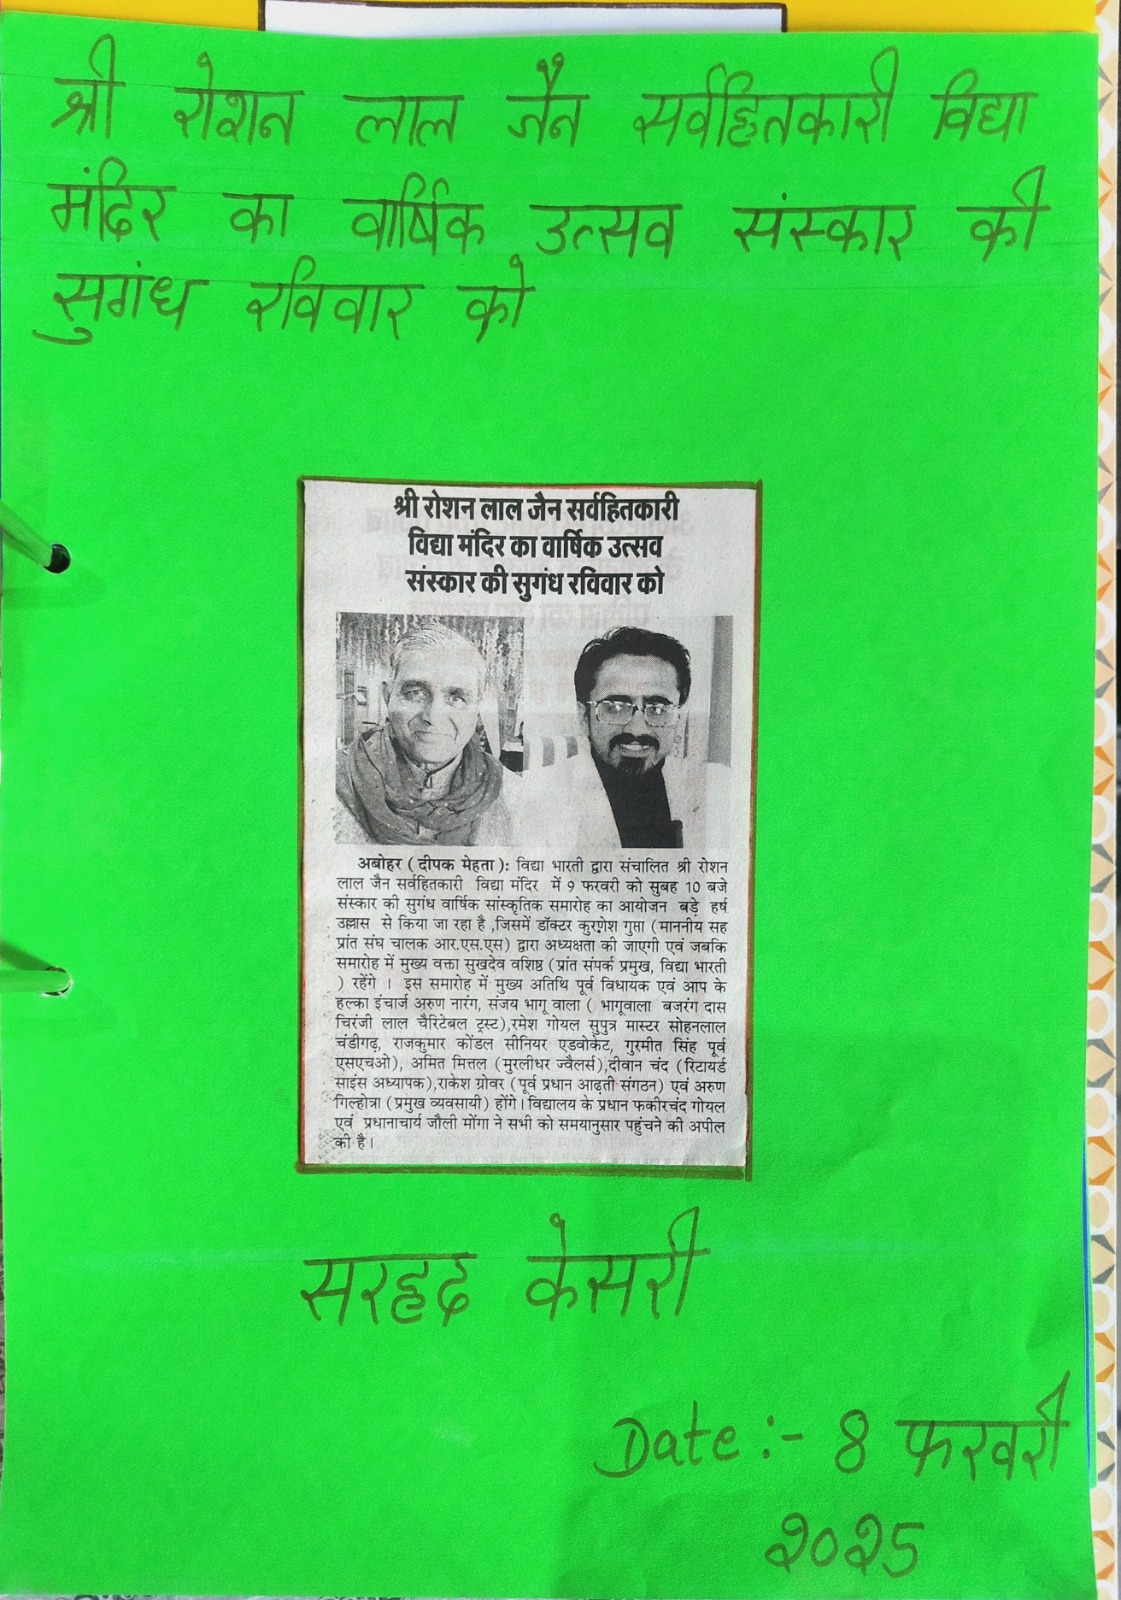 श्री रोशन लाल जैन सर्वहितकारी विद्या
मंदिर का वार्षिक उत्सव संस्कार की
सुगंध रविवार को
श्री रोशन लाल जैन सर्वहितकारी
विद्या मंदिर का वार्षिक उत्सव
संस्कार की सुगंध रविवार को
अबोहर ( दीपक मेहता ): विद्या भारती द्वारा संचालित श्री रोशन
लाल जैन सर्वहितकारी विद्या मंदिर में 9 फरवरी को सुबह 10 बजे
संस्कार की सुगंध वार्षिक सांस्कृतिक समारोह का आयोजन बड़े हर्ष
उल्लास से किया जा रहा है ,जिसमें डॉक्टर कुरणेश गुप्ता (माननीय सह
प्रांत संघ चालक आर.एस.एस) द्वारा अध्यक्षता की जाएगी एवं जबकि
समारोह में मुख्य वक्ता सुखदेव वशिष्ठ (प्रांत संपर्क प्रमुख, विद्या भारती
) रहेंगे । इस समारोह में मुख्य अतिथि पूर्व विधायक एवं आप के
हल्का इंचार्ज अरुण नारंग, संजय भागू वाला ( भागूवाला बजरंग दास
चिरंजी लाल चैरिटेबल ट्रस्ट),रमेश गोयल सुपुत्र मास्टर सोहनलाल
चंडीगढ़, राजकुमार कोंडल सीनियर एडवोकेट, गुरमीत सिंह पूर्व
एसएचओ), अमित मित्तल (मुरलीधर ज्वैलर्स),दीवान चंद (रिटायर्ड
साइंस अध्यापक),राकेश ग्रोवर (पूर्व प्रधान आढ़ती संगठन) एवं अरुण
गिल्होत्रा (प्रमुख व्यवसायी) होंगे। विद्यालय के प्रधान फकीरचंद गोयल
एवं प्रधानाचार्य जौली मोंगा ने सभी को समयानुसार पहुंचने की अपील
की है।
सरहद केसरी
Date :- 8 फरवरी
२०२5